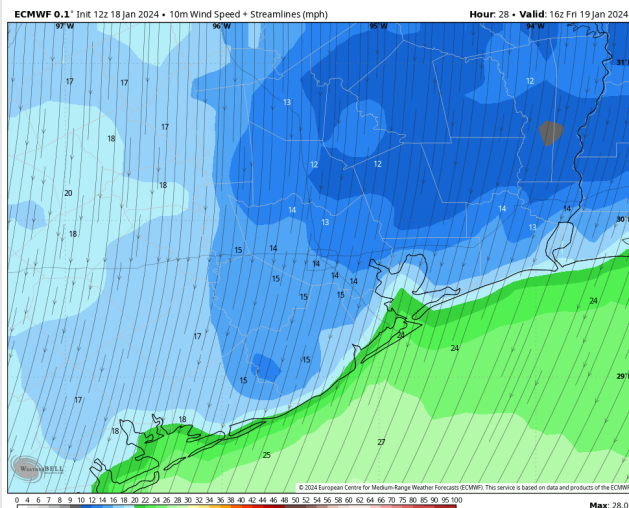 ECMWF 0.1° Init 12z 18 Jan 2024 • 10m Wind Speed + Streamlines (mph)
Hour: 28 • Valid: 16z Fri 19 Jan 2024
97°W 96°W 95°W 94°W
31°
17 17 12
13
17
18
12 12
18
20
14 14 14
13 13
18
15 14
30°
14
14 14
15
15 15
24
17
24 24
15
29°
15
17
18
18
27
25
WEATHERBELL
© 2024 European Centre for Medium-Range Weather Forecasts (ECMWF). This service is based on data and products of the ECMWF
0 4 6 7 8 9 10 12 14 16 18 20 22 24 26 28 30 32 34 36 38 40 42 44 46 48 50 52 54 56 58 60 65 70 75 80 85 90 95 100
Max: 28.0